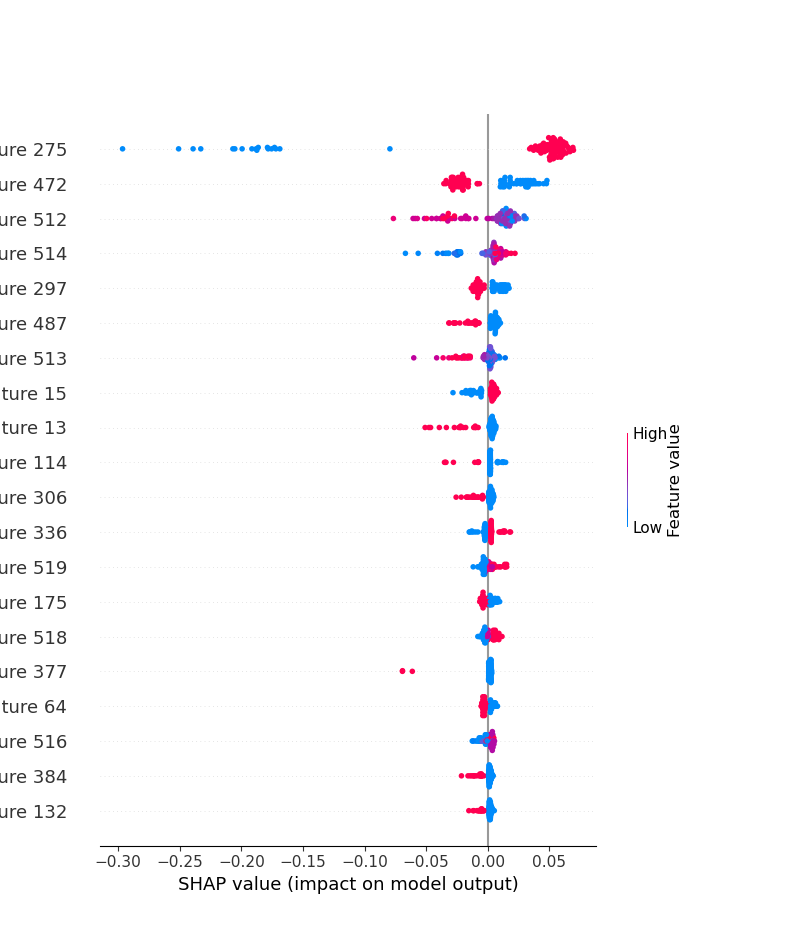 ure 275
ure 472
ure 512
ure 514
ure 297
ure 487
ure 513
ture 15
ture 13
ure 114
ure 306
ure 336
ure 519
ure 175
ure 518
ure 377
ture 64
ure 516
ure 384
ure 132
High
Low
Feature value
−0.30 −0.25 −0.20 −0.15 −0.10 −0.05 0.00 0.05
SHAP value (impact on model output)